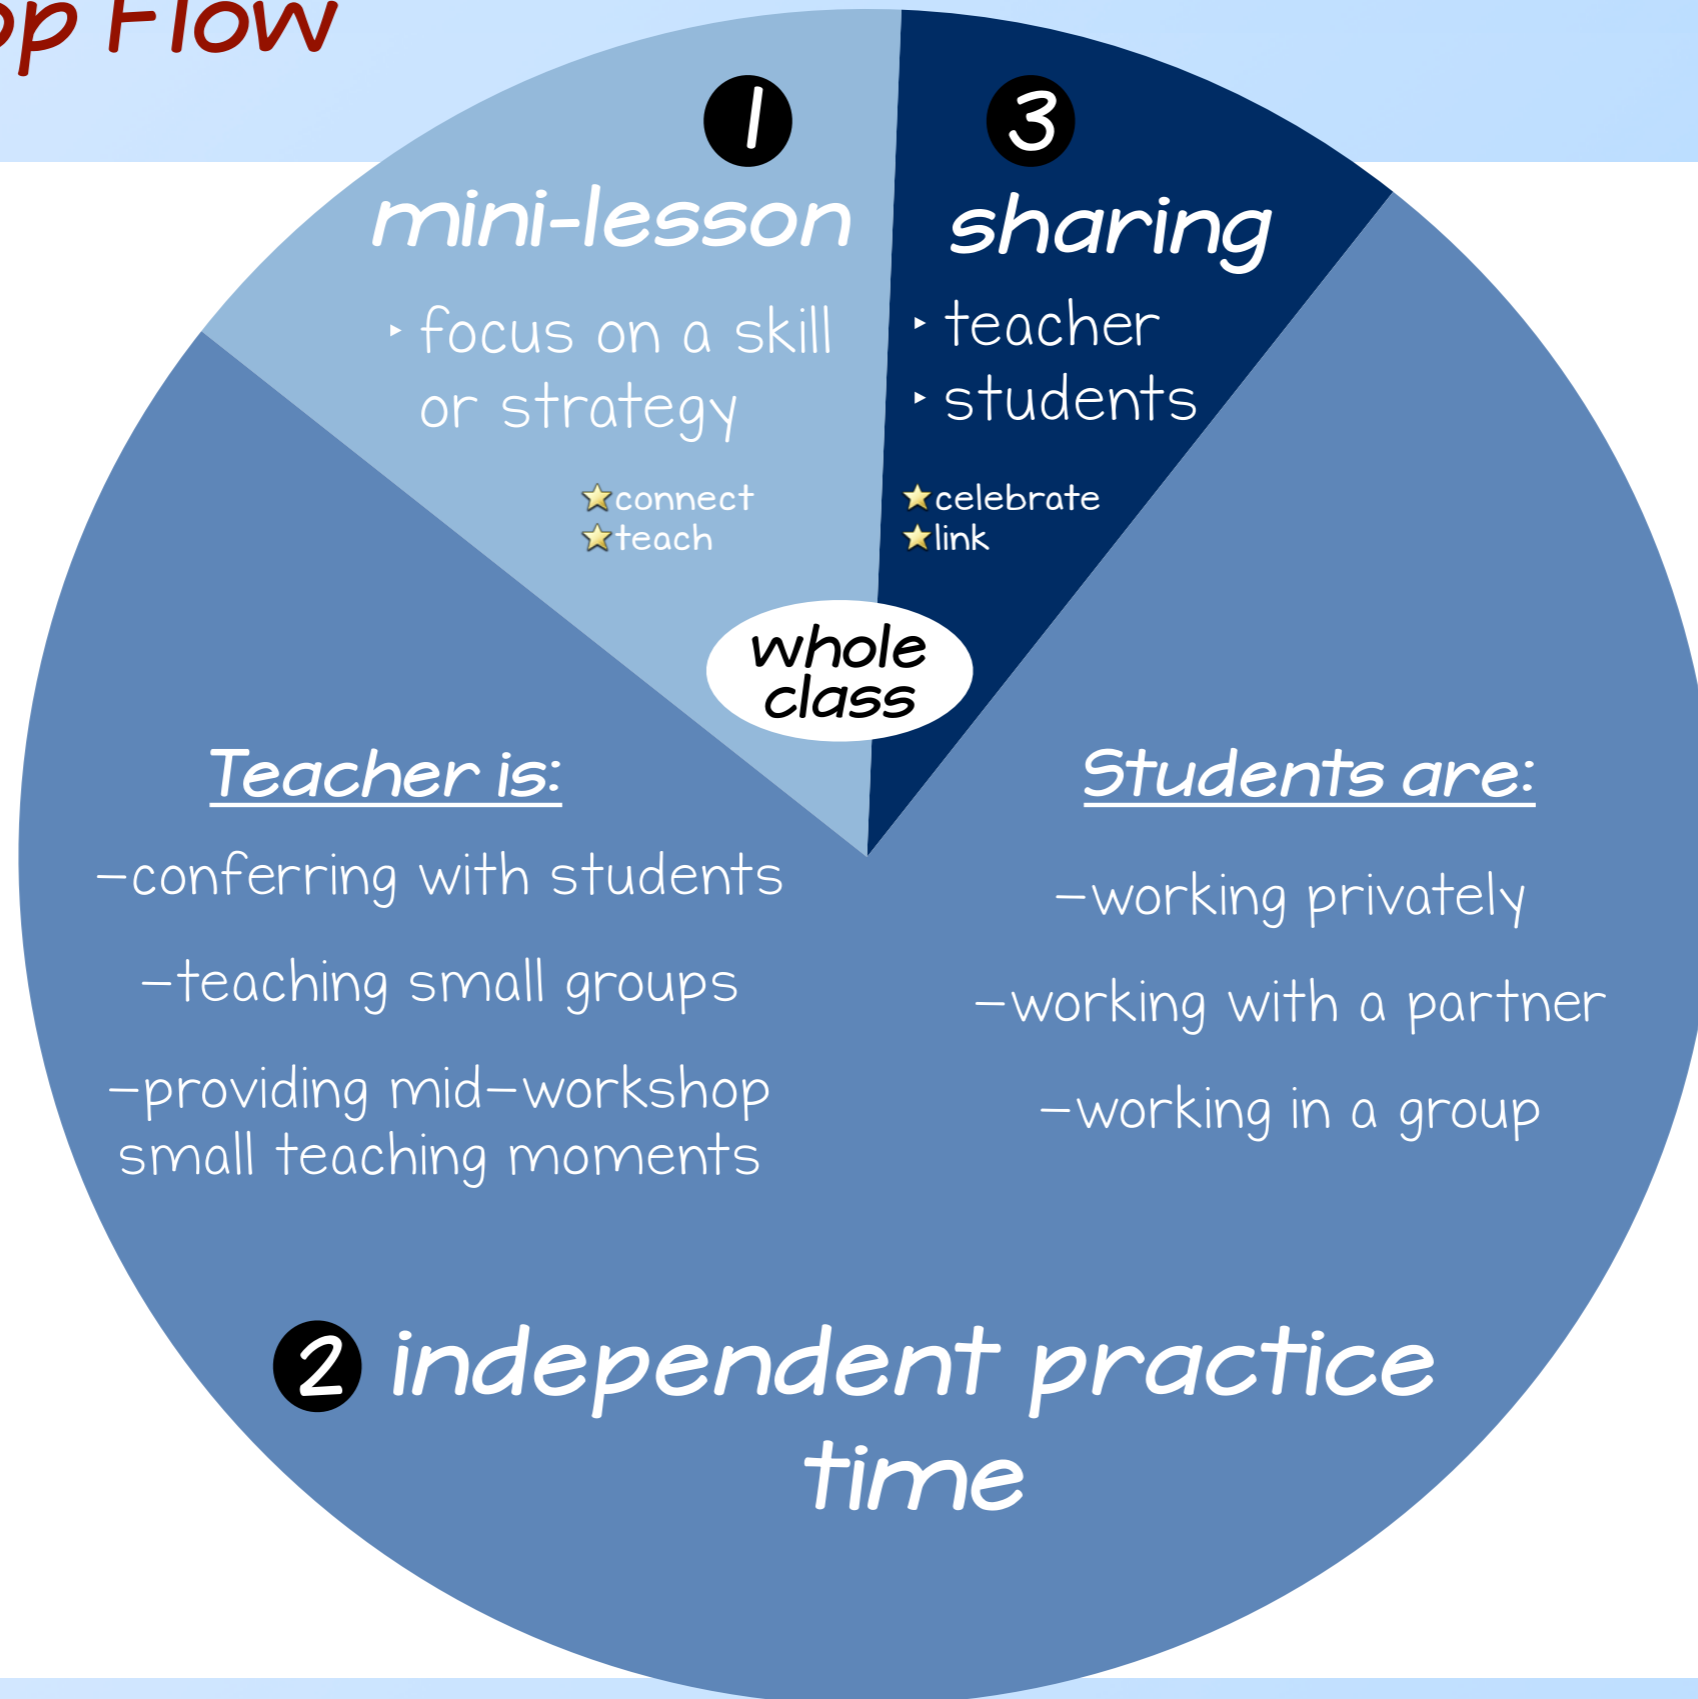 op Flow
1
mini-lesson
‣ focus on a skill
or strategy
⭐connect
⭐teach
3
sharing
‣ teacher
‣ students
⭐celebrate
⭐link
whole
class
Teacher is:
-conferring with students
-teaching small groups
-providing mid-workshop
small teaching moments
Students are:
-working privately
-working with a partner
-working in a group
2 independent practice
time